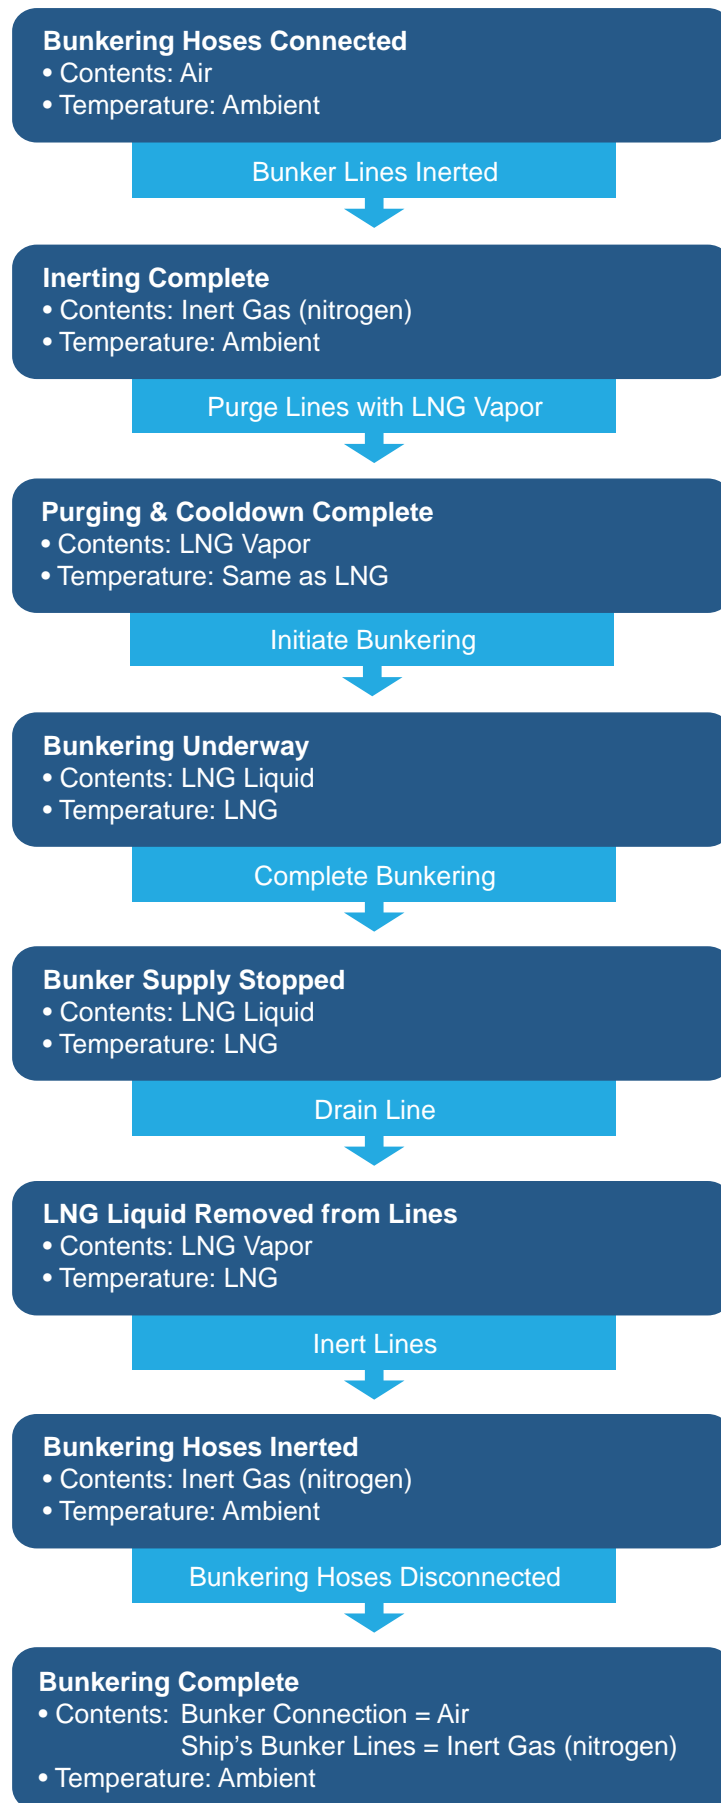 Bunkering Hoses Connected
• Contents: Air
• Temperature: Ambient
Bunker Lines Inerted
Inerting Complete
• Contents: Inert Gas (nitrogen)
• Temperature: Ambient
Purge Lines with LNG Vapor
Purging & Cooldown Complete
• Contents: LNG Vapor
• Temperature: Same as LNG
Initiate Bunkering
Bunkering Underway
• Contents: LNG Liquid
• Temperature: LNG
Complete Bunkering
Bunker Supply Stopped
• Contents: LNG Liquid
• Temperature: LNG
Drain Line
LNG Liquid Removed from Lines
• Contents: LNG Vapor
• Temperature: LNG
Inert Lines
Bunkering Hoses Inerted
• Contents: Inert Gas (nitrogen)
• Temperature: Ambient
Bunkering Hoses Disconnected
Bunkering Complete
• Contents: Bunker Connection = Air
Ship’s Bunker Lines = Inert Gas (nitrogen)
• Temperature: Ambient